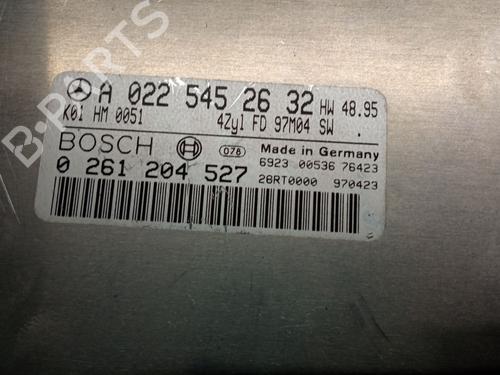 A 022 545 26 32 HW 48.95
K01 HM 0051 4Zyl FD 97M04 SW .
BOSCH 076 Made in Germany
6923 00536 76423
0 261 204 527 28RT0000 970423
B-PARTS